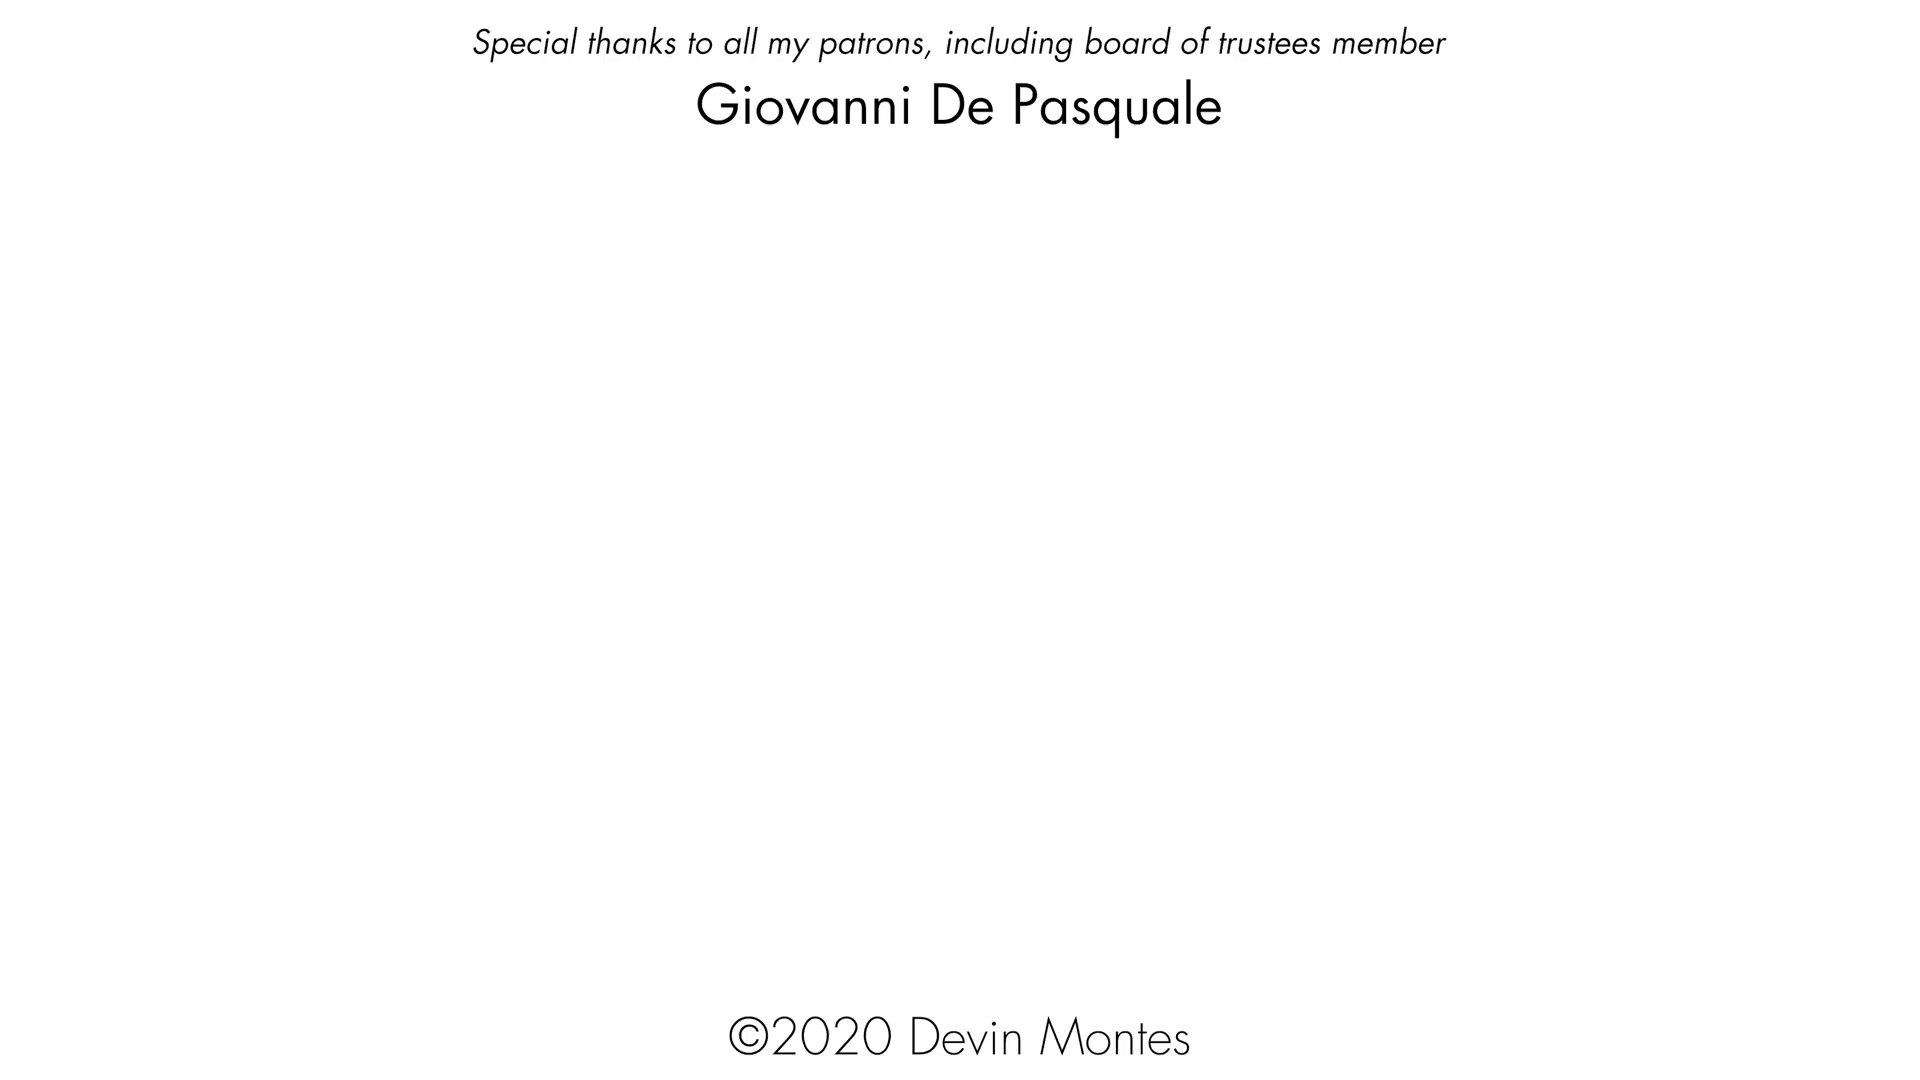 Special thanks to all my patrons, including board of trustees member
Giovanni De Pasquale
©2020 Devin Montes